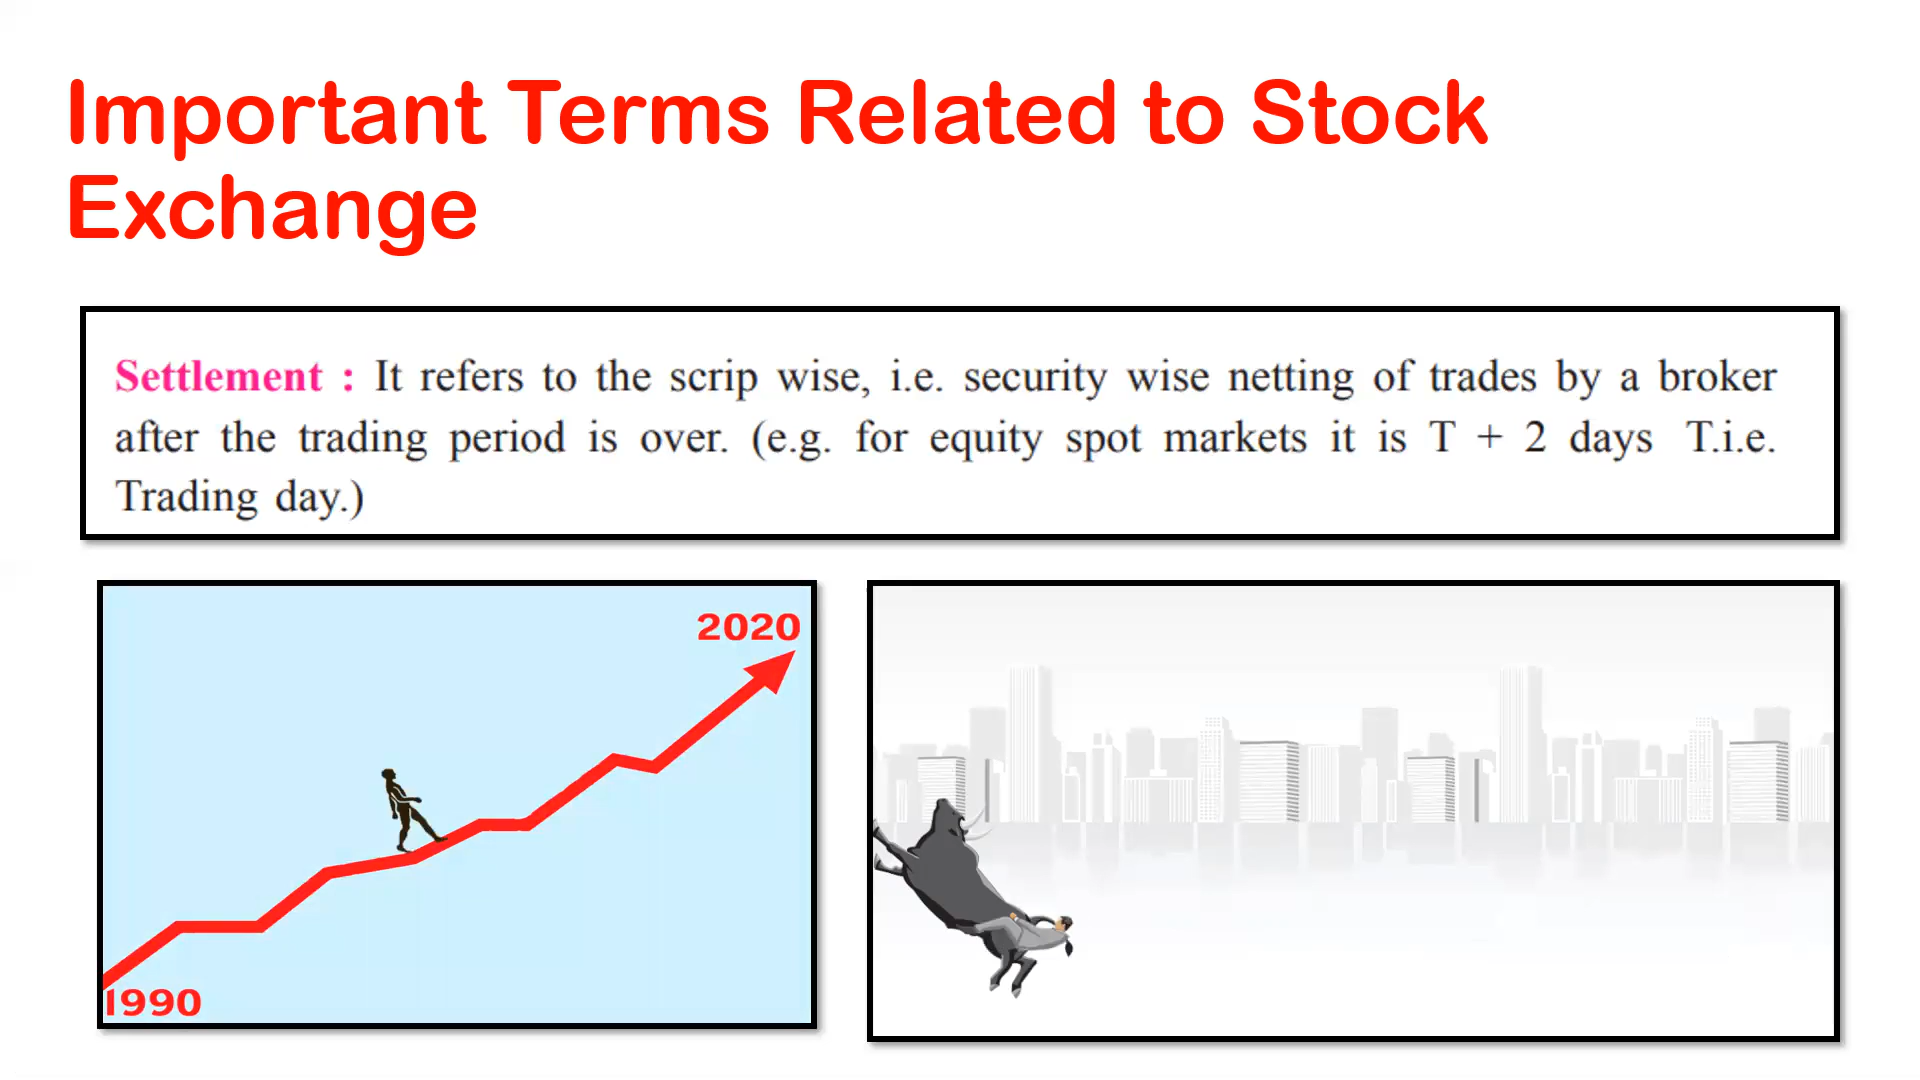 Important Terms Related to Stock
Exchange
Settlement : It refers to the scrip wise, i.e. security wise netting of trades by a broker
after the trading period is over. (e.g. for equity spot markets it is T + 2 days T.i.e.
Trading day.)
2020
1990